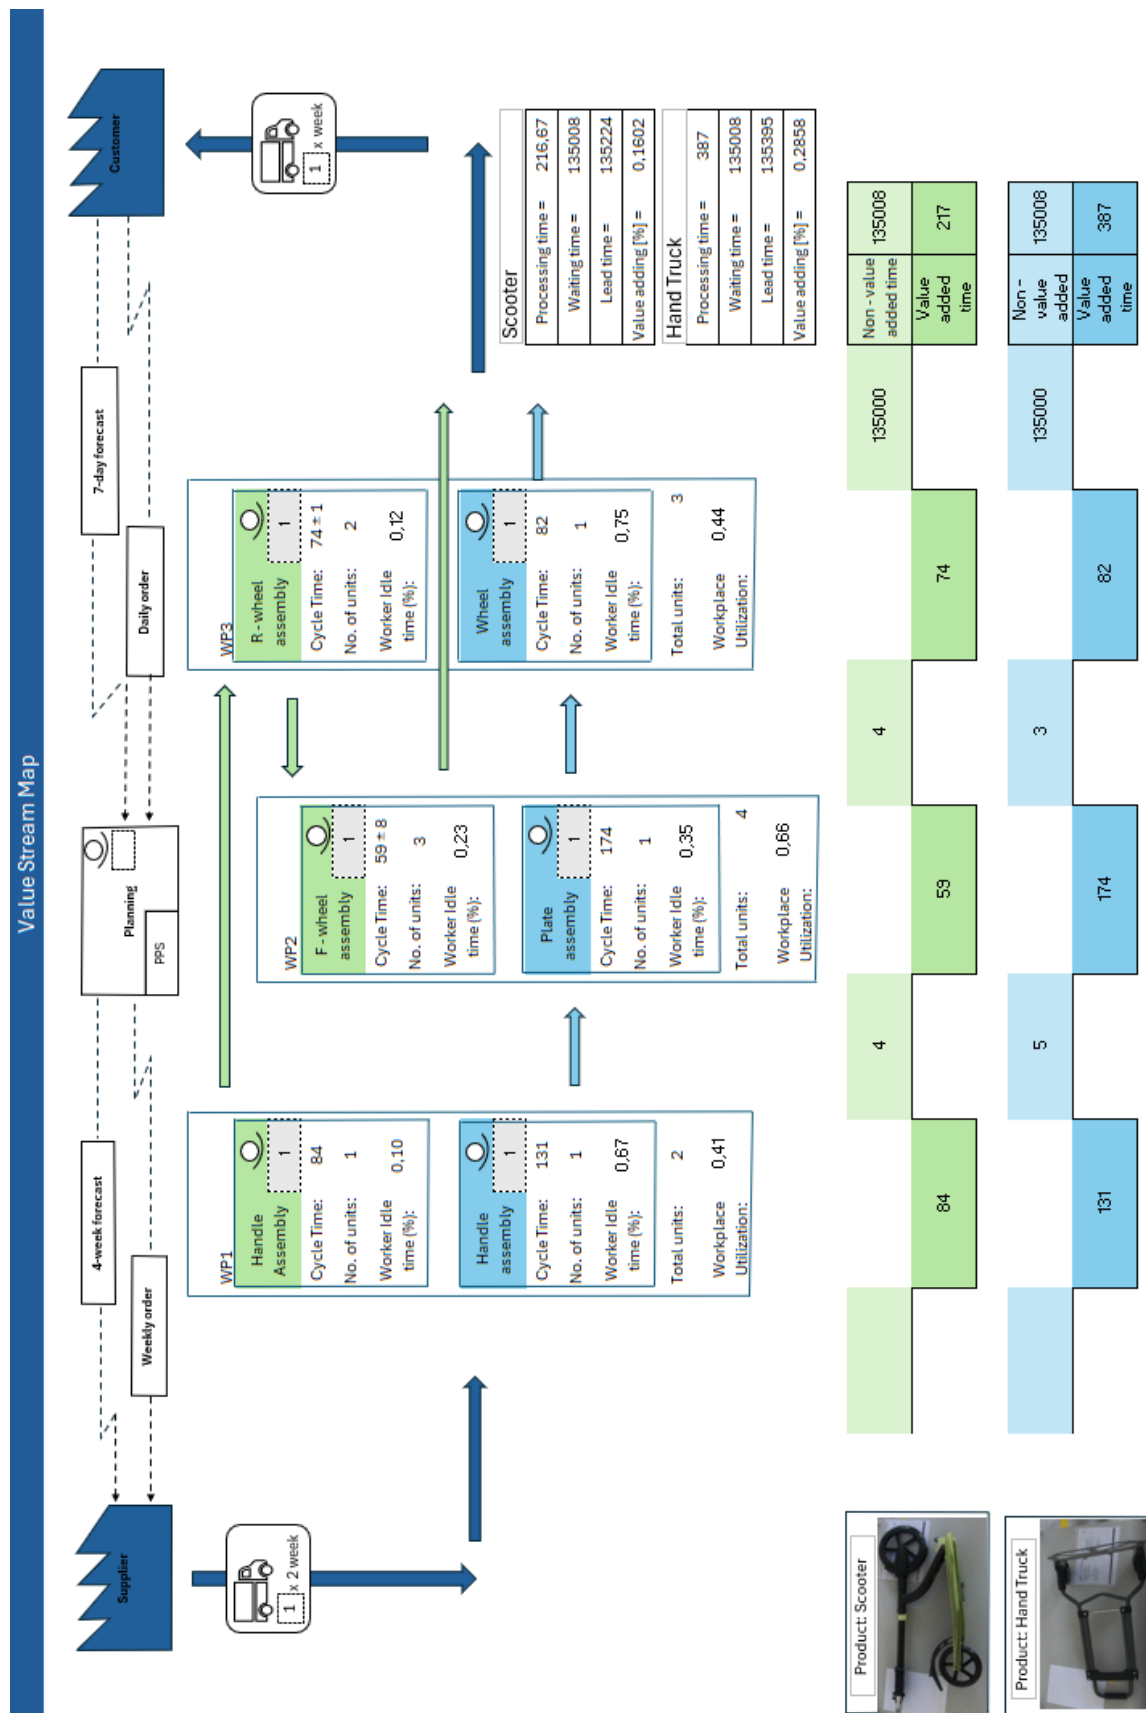 Value Stream Map
Supplier
4-week forecast
Weekly order
Planning
PPS
7-day forecast
Daily order
Customer
1 x 2 week
1 x week
WP1
Handle
Assembly
1
Cycle Time: 84
No. of units: 1
Worker Idle
time (%): 0,10
Handle
assembly
1
Cycle Time: 131
No. of units: 1
Worker Idle
time (%): 0,67
Total units: 2
Workplace
Utilization: 0,41
WP2
F - wheel
assembly
1
Cycle Time: 59 ± 8
No. of units: 3
Worker Idle
time (%): 0,23
Plate
assembly
1
Cycle Time: 174
No. of units: 1
Worker Idle
time (%): 0,35
Total units: 4
Workplace
Utilization: 0,66
WP3
R - wheel
assembly
1
Cycle Time: 74 ± 1
No. of units: 2
Worker Idle
time (%): 0,12
Wheel
assembly
1
Cycle Time: 82
No. of units: 1
Worker Idle
time (%): 0,75
Total units: 3
Workplace
Utilization: 0,44
Scooter
Processing time = 216,67
Waiting time = 135008
Lead time = 135224
Value adding [%] = 0,1602
Hand Truck
Processing time = 387
Waiting time = 135008
Lead time = 135395
Value adding [%] = 0,2858
Product: Scooter
4 4 135000
Non - value
added time
135008
84 59 74
Value
added
time
217
Product: Hand Truck
5 3 135000
Non -
value
added
135008
131 174 82
Value
added
time
387